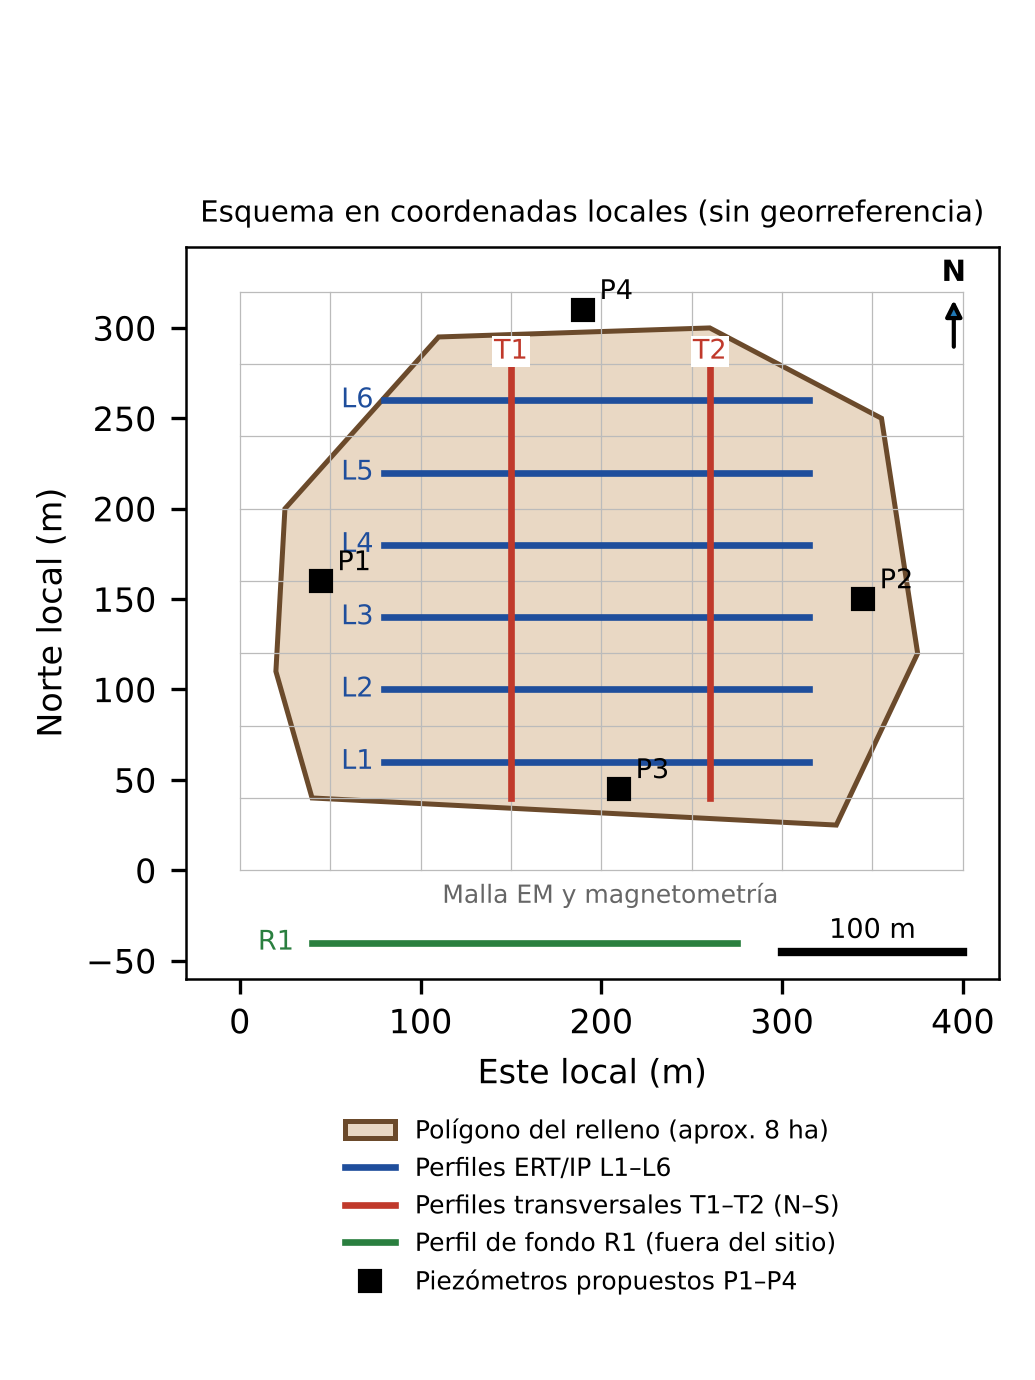 Esquema en coordenadas locales (sin georreferencia)
N
P4
T1 T2
L6
L5
L4
P1
P2
L3
L2
L1
P3
Malla EM y magnetometría
R1
100 m
300
250
200
150
100
50
0
−50
Norte local (m)
0 100 200 300 400
Este local (m)
Polígono del relleno (aprox. 8 ha)
Perfiles ERT/IP L1–L6
Perfiles transversales T1–T2 (N–S)
Perfil de fondo R1 (fuera del sitio)
Piezómetros propuestos P1–P4